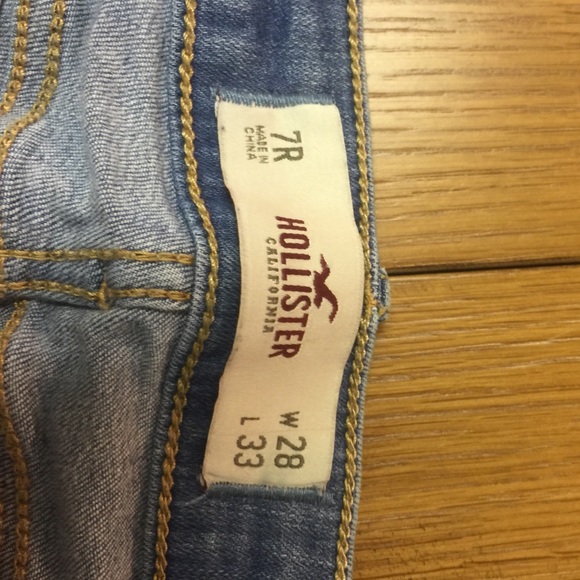 7R
MADE IN
CHINA
HOLLISTER
CALIFORNIA
W 28
L 33